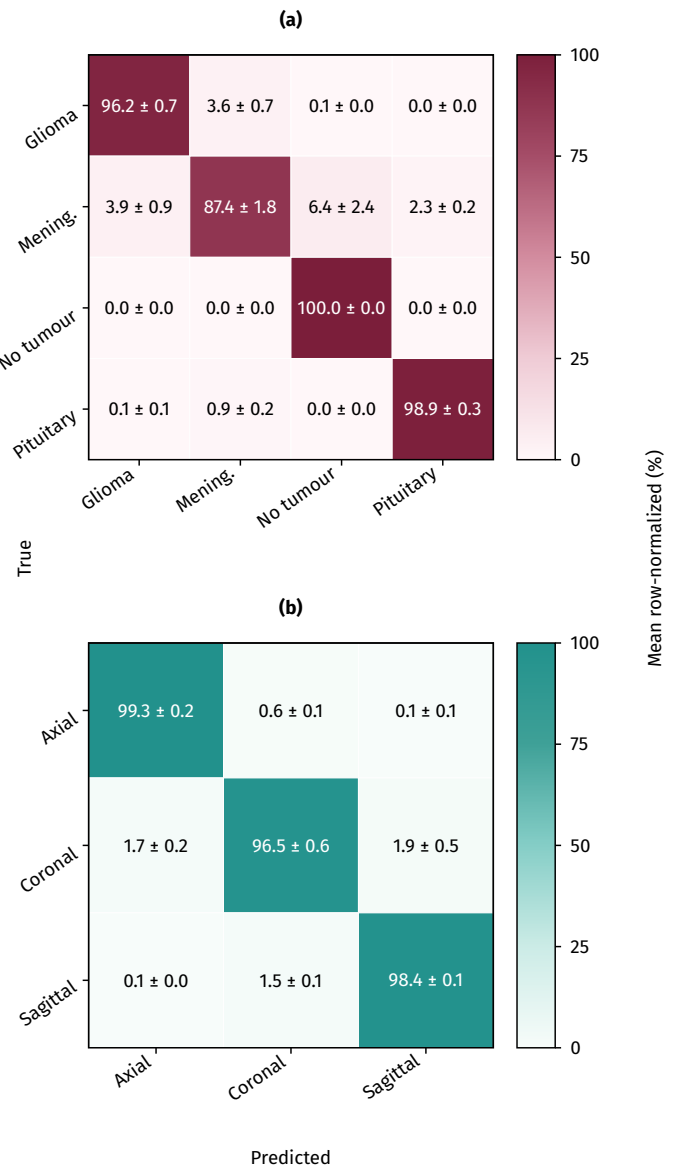 (a)
Glioma 96.2 ± 0.7 3.6 ± 0.7 0.1 ± 0.0 0.0 ± 0.0
Mening. 3.9 ± 0.9 87.4 ± 1.8 6.4 ± 2.4 2.3 ± 0.2
No tumour 0.0 ± 0.0 0.0 ± 0.0 100.0 ± 0.0 0.0 ± 0.0
Pituitary 0.1 ± 0.1 0.9 ± 0.2 0.0 ± 0.0 98.9 ± 0.3
Glioma Mening. No tumour Pituitary
100
75
50
25
0
True
Mean row-normalized (%)
(b)
Axial 99.3 ± 0.2 0.6 ± 0.1 0.1 ± 0.1
Coronal 1.7 ± 0.2 96.5 ± 0.6 1.9 ± 0.5
Sagittal 0.1 ± 0.0 1.5 ± 0.1 98.4 ± 0.1
Axial Coronal Sagittal
100
75
50
25
0
Predicted